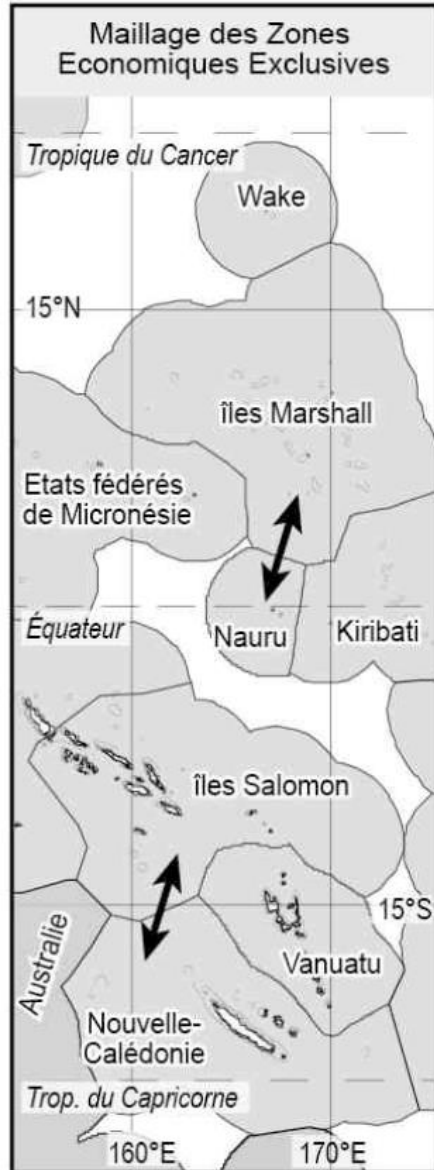 Maillage des Zones
Economiques Exclusives
Tropique du Cancer
Wake
15°N
îles Marshall
Etats fédérés
de Micronésie
Équateur
Nauru
Kiribati
îles Salomon
15°S
Australie
Vanuatu
Nouvelle-
Calédonie
Trop. du Capricorne
160°E
170°E